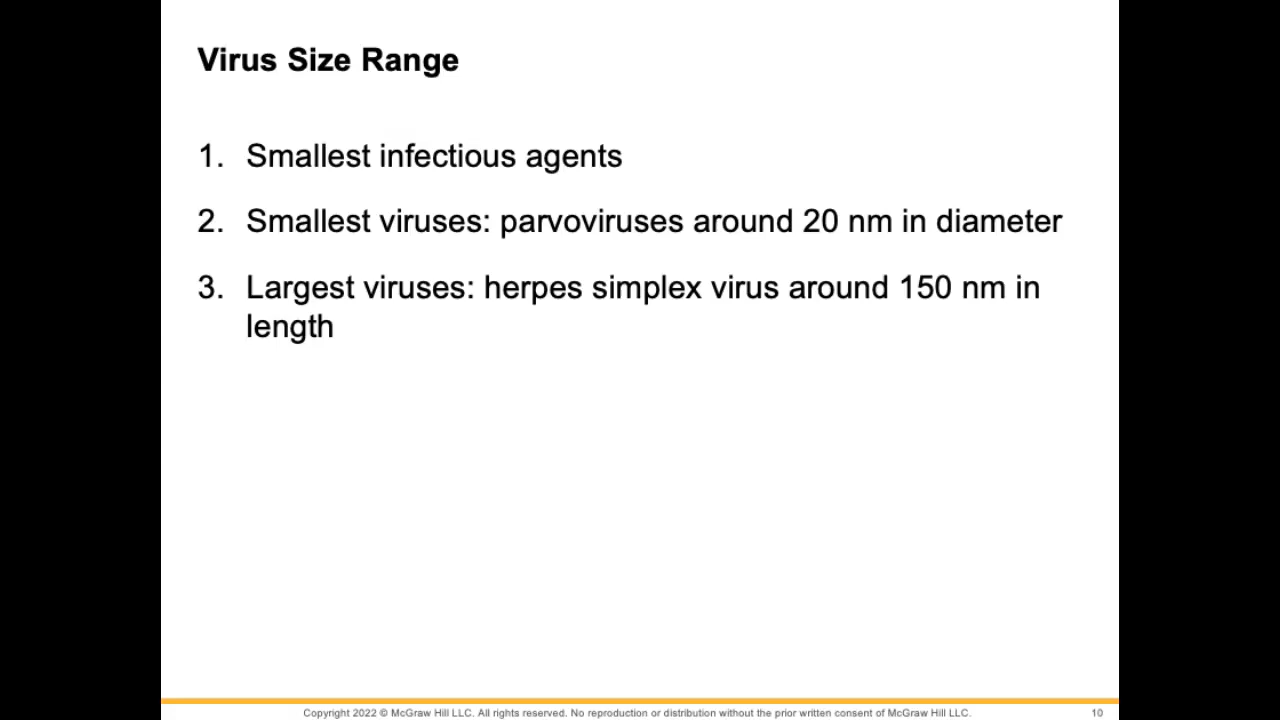 Virus Size Range
1. Smallest infectious agents
2. Smallest viruses: parvoviruses around 20 nm in diameter
3. Largest viruses: herpes simplex virus around 150 nm in
length
Copyright 2022 © McGraw Hill LLC. All rights reserved. No reproduction or distribution without the prior written consent of McGraw Hill LLC.
10